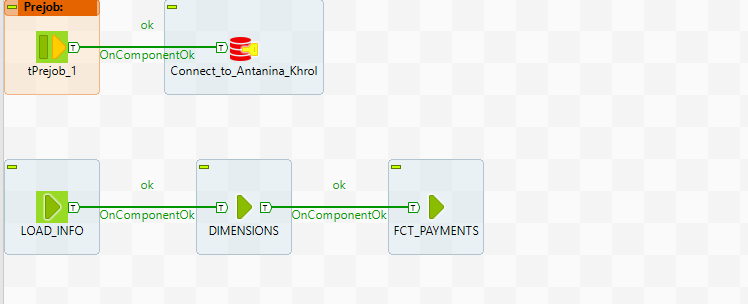 Prejob:
ok
T
T
OnComponentOk
tPrejob_1
Connect_to_Antanina_Khrol
ok
ok
T
T
T
T
OnComponentOk
OnComponentOk
LOAD_INFO
DIMENSIONS
FCT_PAYMENTS